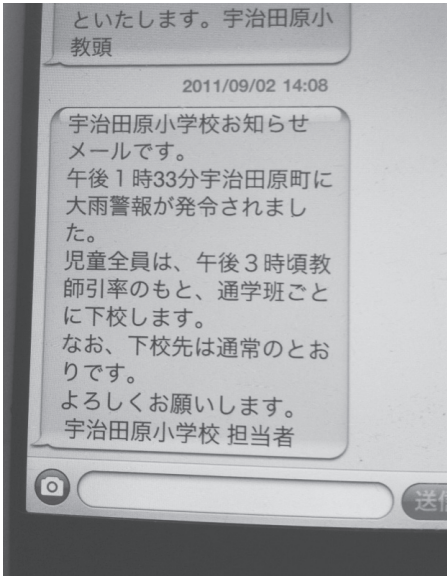 といたします。宇治田原小
教頭
2011/09/02 14:08
宇治田原小学校お知らせ
メールです。
午後１時33分宇治田原町に
大雨警報が発令されまし
た。
児童全員は、午後３時頃教
師引率のもと、通学班ごと
に下校します。
なお、下校先は通常のとお
りです。
よろしくお願いします。
宇治田原小学校 担当者
送信